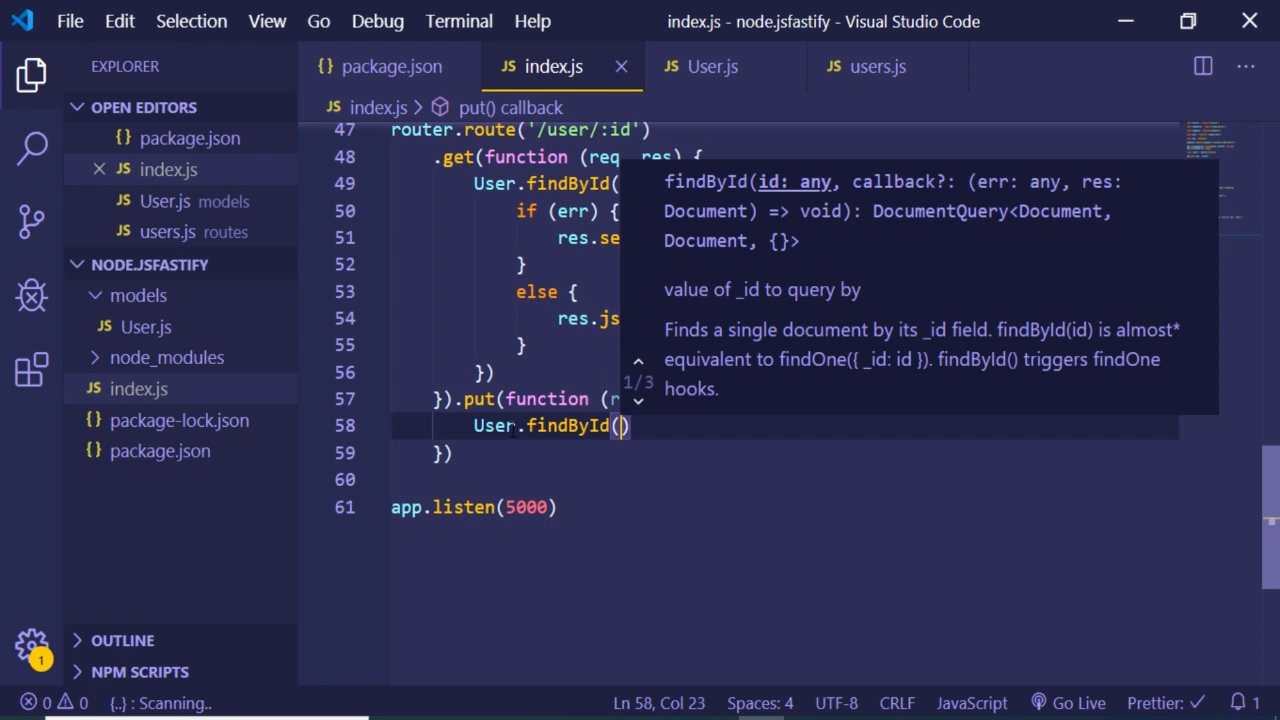 File Edit Selection View Go Debug Terminal Help index.js - node.jsfastify - Visual Studio Code
EXPLORER
OPEN EDITORS
{} package.json
JS index.js
User.js models
users.js routes
NODE.JSFASTIFY
models
JS User.js
node_modules
JS index.js
{} package-lock.json
{} package.json
OUTLINE
NPM SCRIPTS
1
{} package.json JS index.js JS User.js JS users.js
JS index.js > put() callback
47 router.route('/user/:id')
48 .get(function (req, res) {
49 User.findById(
50 if (err) {
51 res.se
52 }
53 else {
54 res.js
55 }
56 })
57 }).put(function (r
58 User.findById()
59 })
60
61 app.listen(5000)
findById(id: any, callback?: (err: any, res:
Document) => void): DocumentQuery<Document,
Document, {}>
value of _id to query by
Finds a single document by its _id field. findById(id) is almost*
equivalent to findOne({ _id: id }). findById() triggers findOne
hooks.
1/3
0 0 {..} : Scanning.. Ln 58, Col 23 Spaces: 4 UTF-8 CRLF JavaScript Go Live Prettier: ✓ 1